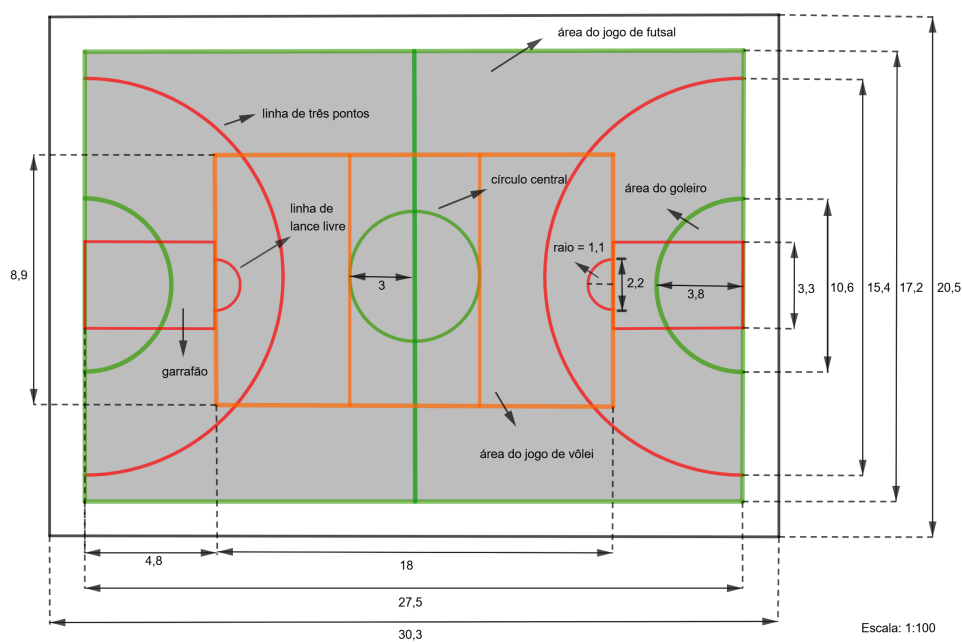 área do jogo de futsal
linha de três pontos
círculo central
área do goleiro
linha de
lance livre
raio = 1,1
8,9
3
2,2
3,8
3,3
10,6
15,4
17,2
20,5
garrafão
área do jogo de vôlei
4,8
18
27,5
30,3
Escala: 1:100